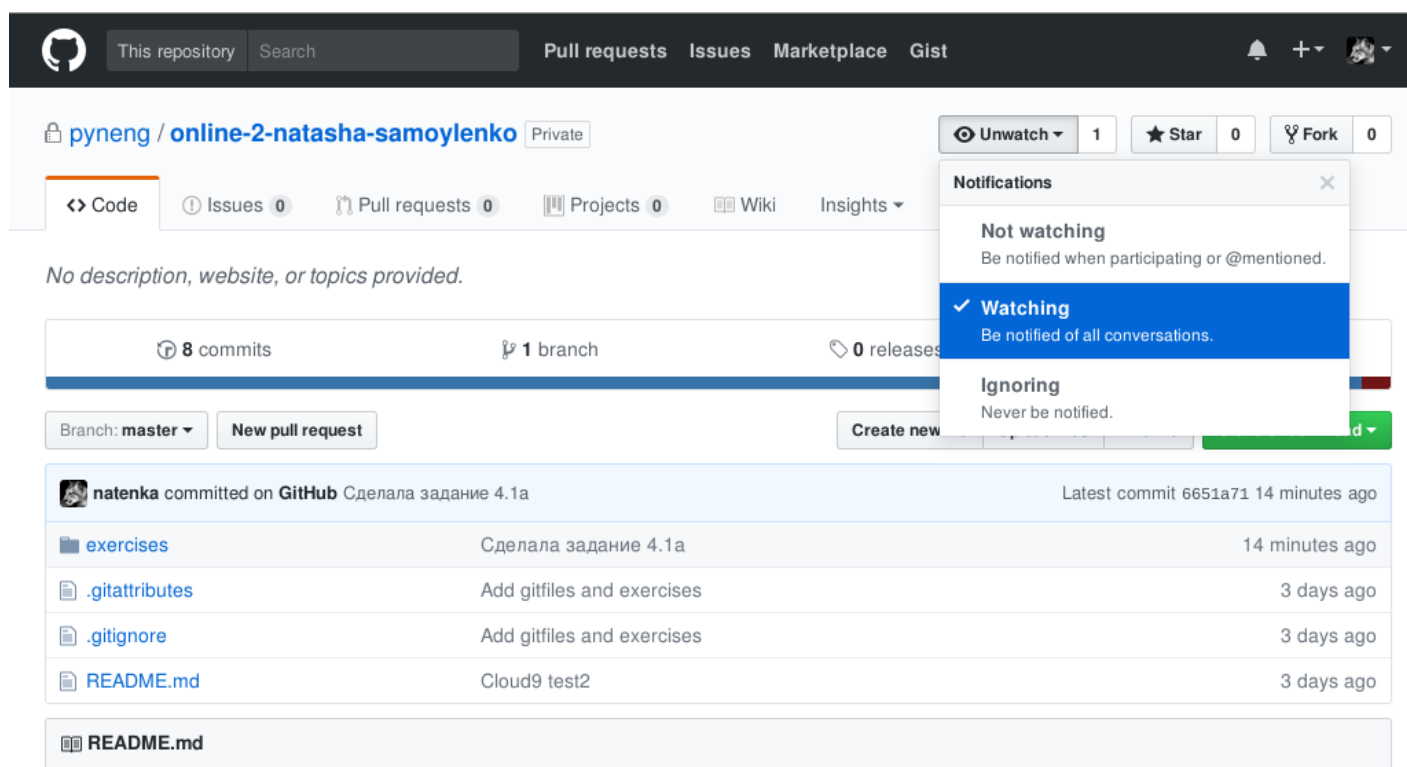 This repository Search Pull requests Issues Marketplace Gist
pyneng / online-2-natasha-samoylenko Private Unwatch 1 Star 0 Fork 0
Notifications
Code Issues 0 Pull requests 0 Projects 0 Wiki Insights
Not watching
Be notified when participating or @mentioned.
No description, website, or topics provided.
Watching
Be notified of all conversations.
8 commits 1 branch 0 releases
Ignoring
Never be notified.
Branch: master New pull request Create new
natenka committed on GitHub Сделала задание 4.1a Latest commit 6651a71 14 minutes ago
exercises Сделала задание 4.1a 14 minutes ago
.gitattributes Add gitfiles and exercises 3 days ago
.gitignore Add gitfiles and exercises 3 days ago
README.md Cloud9 test2 3 days ago
README.md